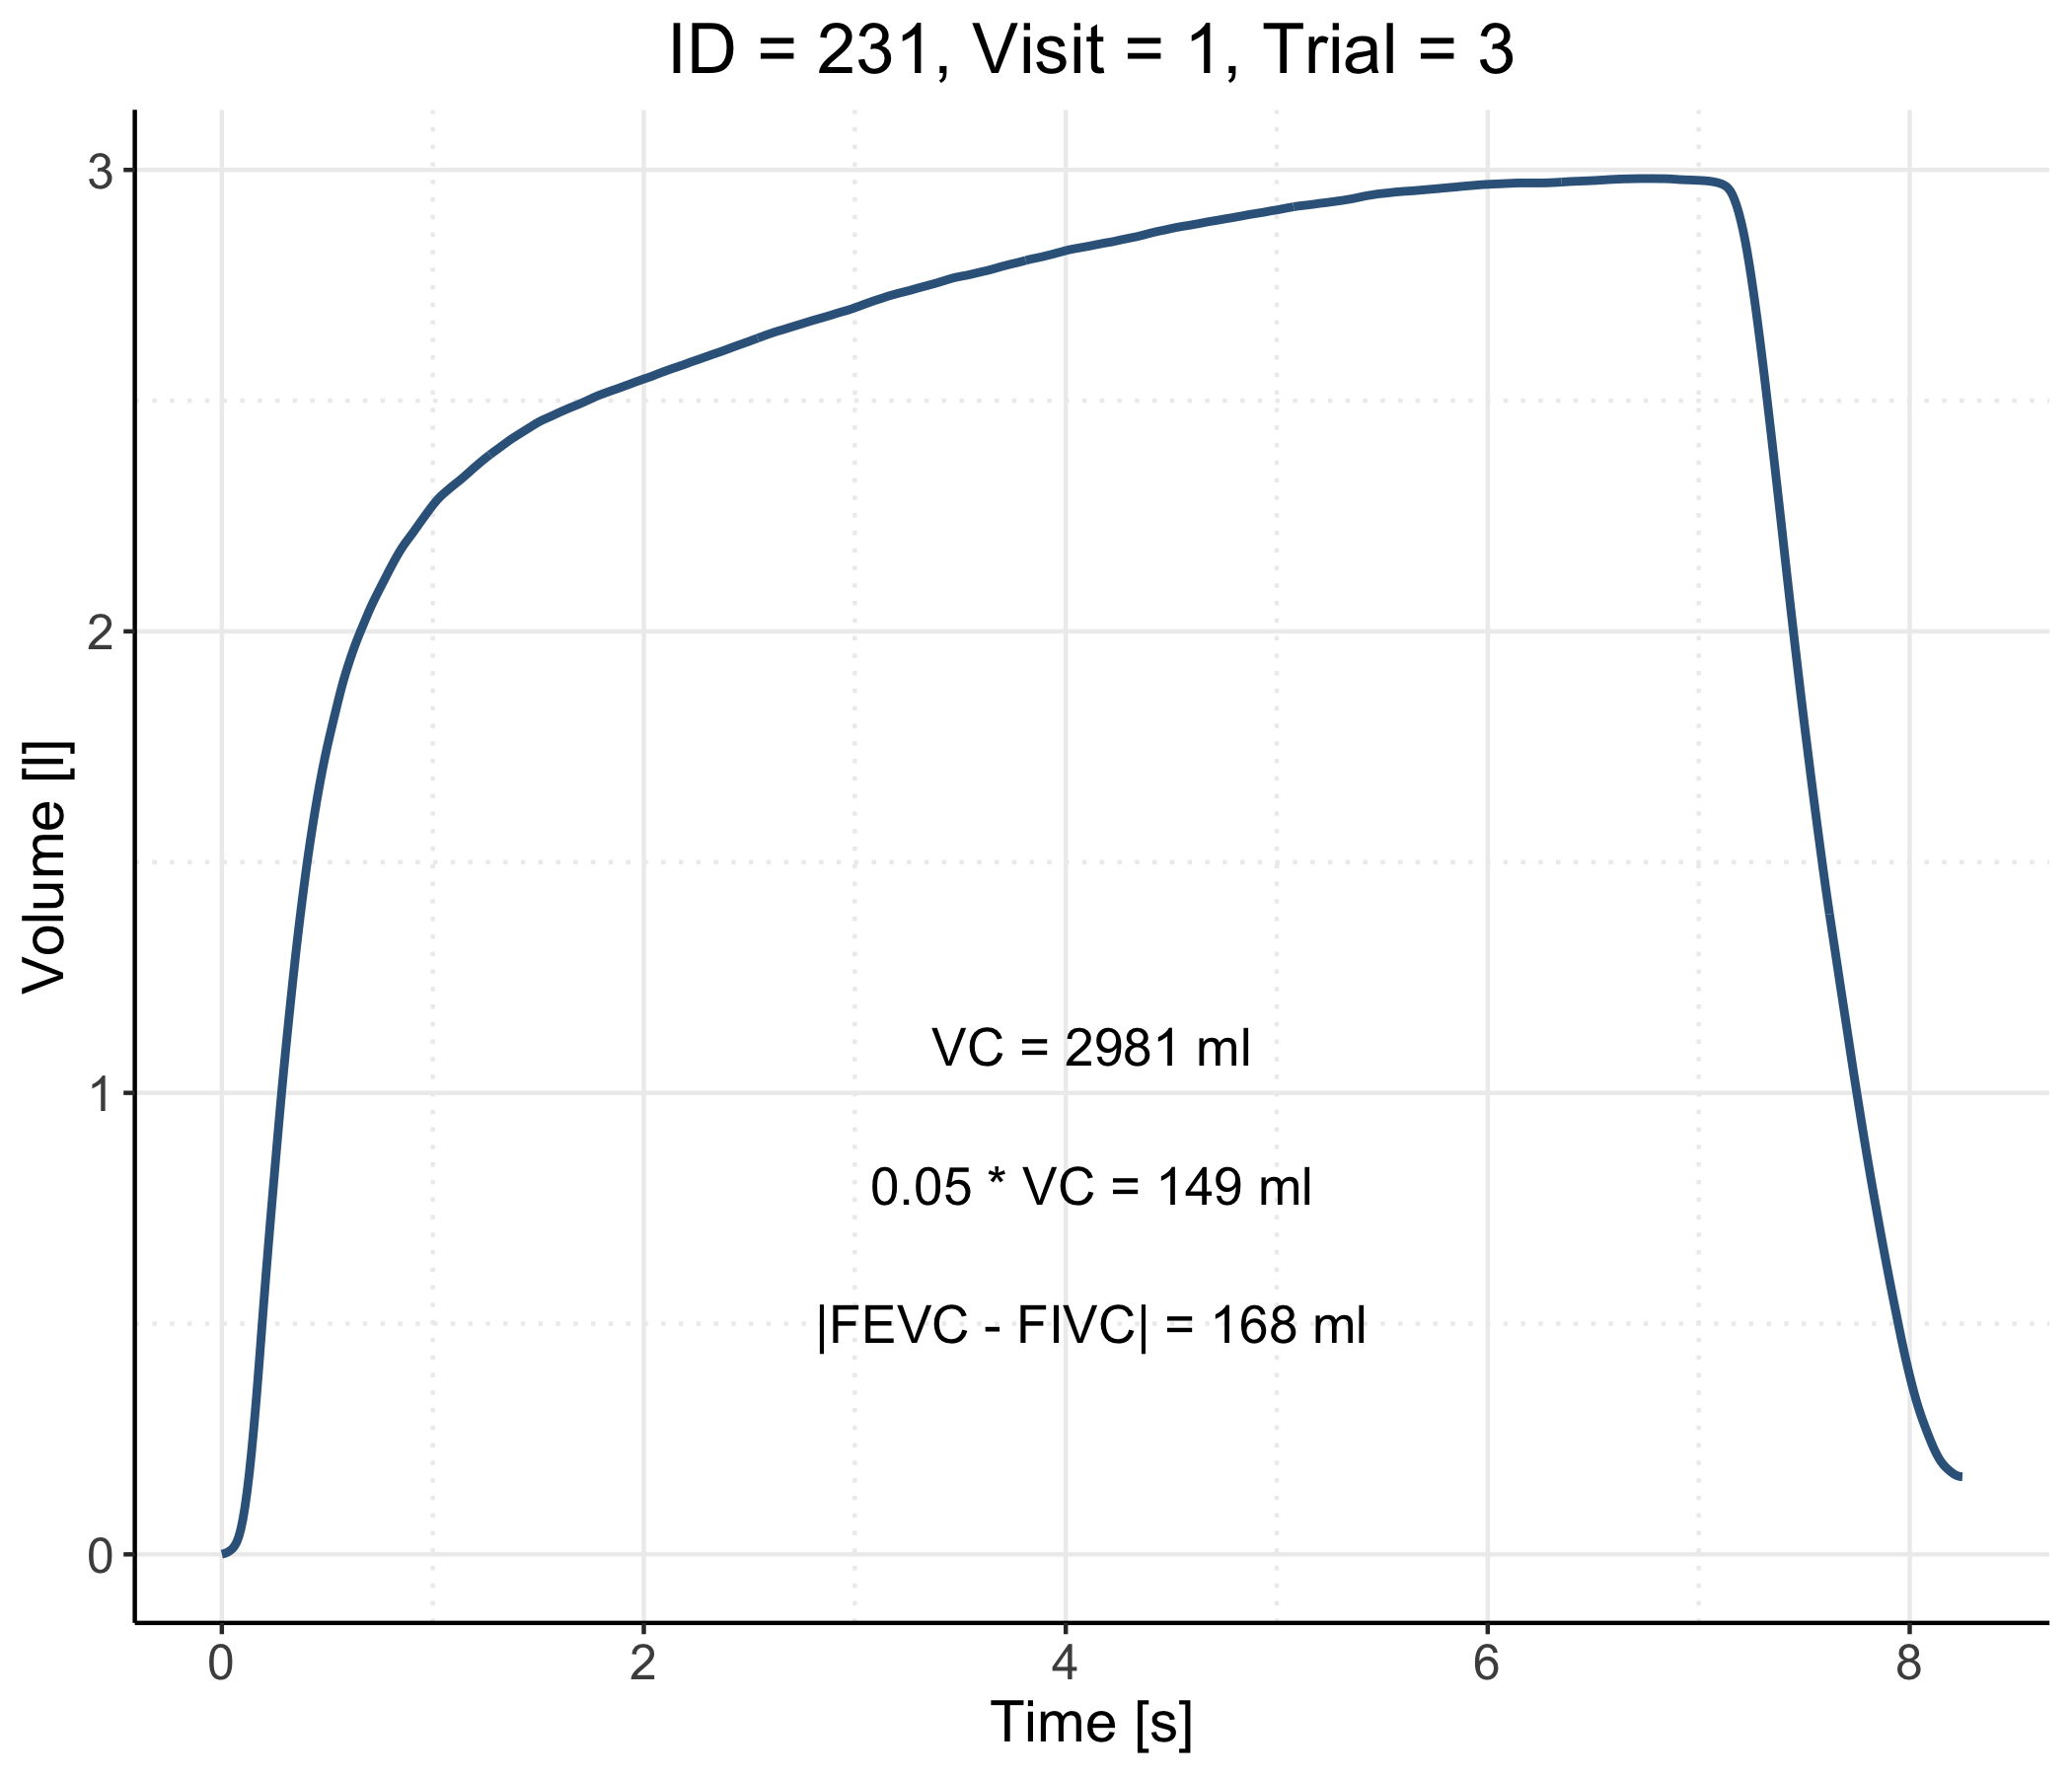 ID = 231, Visit = 1, Trial = 3
3
2
1
0
Volume [l]
VC = 2981 ml
0.05 * VC = 149 ml
|FEVC - FIVC| = 168 ml
0 2 4 6 8
Time [s]